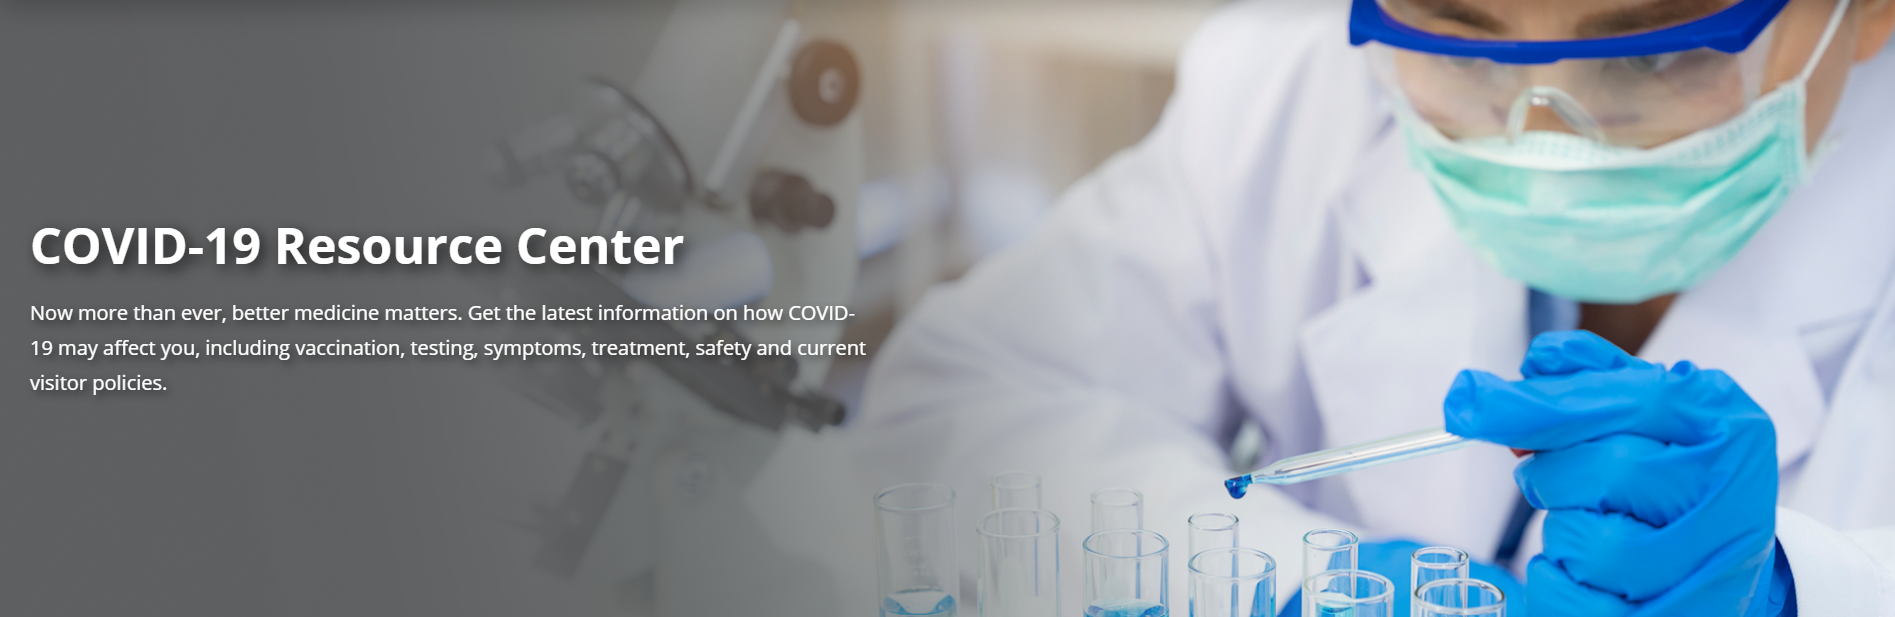 COVID-19 Resource Center
Now more than ever, better medicine matters. Get the latest information on how COVID-
19 may affect you, including vaccination, testing, symptoms, treatment, safety and current
visitor policies.